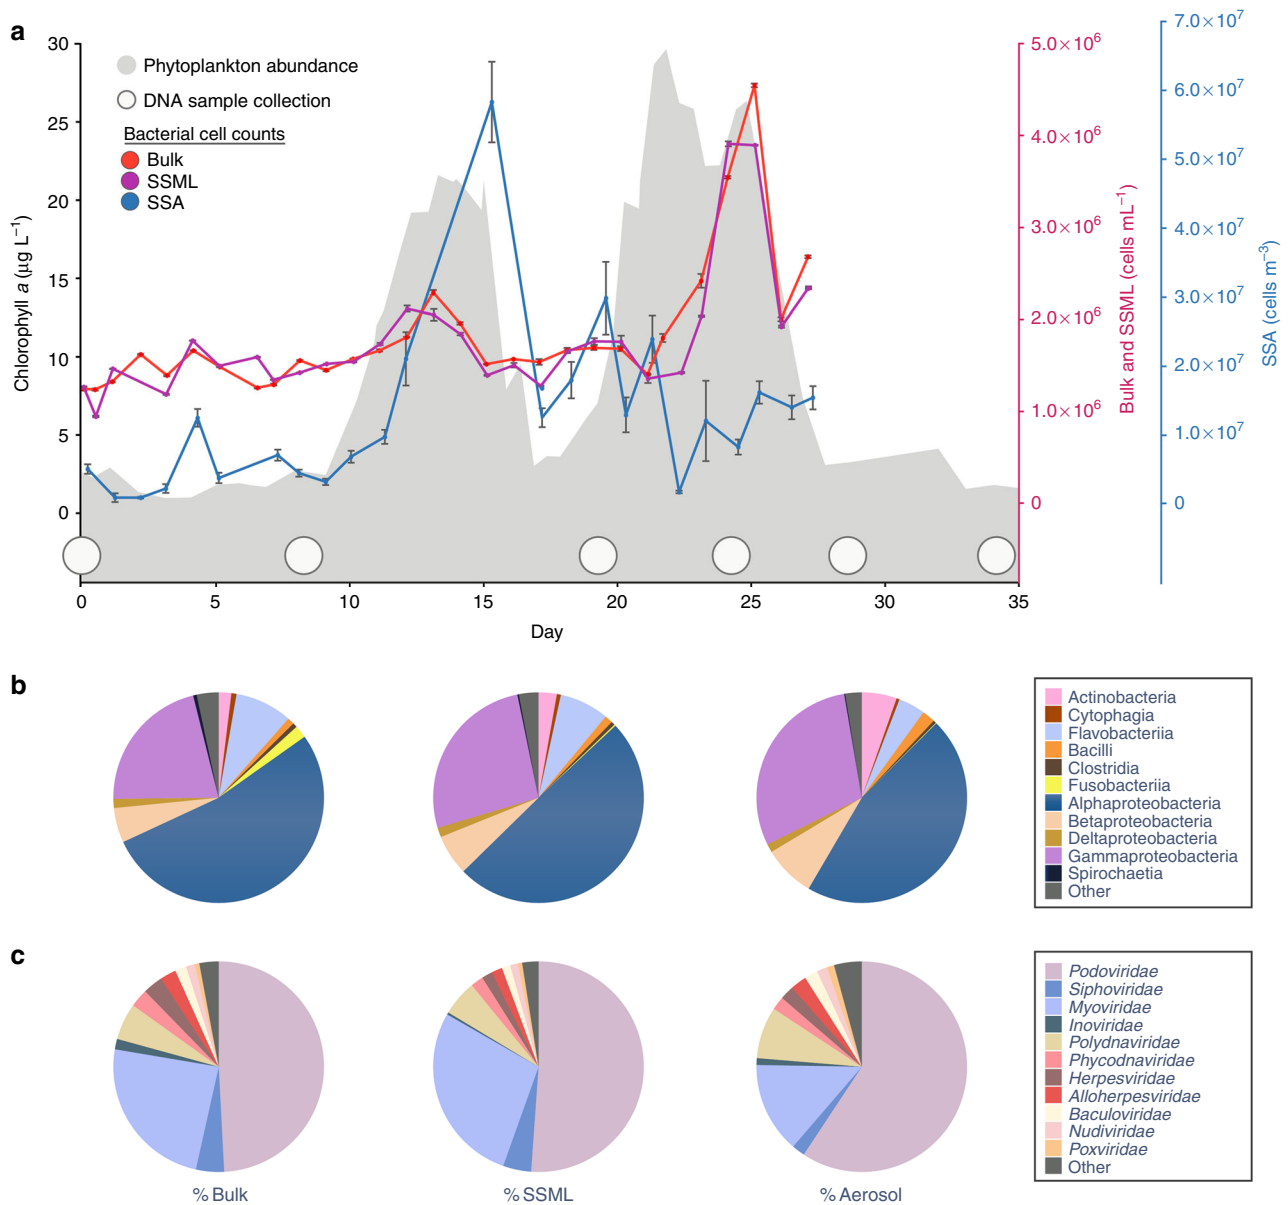 a
Phytoplankton abundance
DNA sample collection
Bacterial cell counts
Bulk
SSML
SSA
30
25
20
15
10
5
0
Chlorophyll a (μg L⁻¹)
0 5 10 15 20 25 30 35
Day
5.0×10⁶
4.0×10⁶
3.0×10⁶
2.0×10⁶
1.0×10⁶
0
Bulk and SSML (cells mL⁻¹)
7.0×10⁷
6.0×10⁷
5.0×10⁷
4.0×10⁷
3.0×10⁷
2.0×10⁷
1.0×10⁷
0
SSA (cells m⁻³)
b
Actinobacteria
Cytophagia
Flavobacteriia
Bacilli
Clostridia
Fusobacteriia
Alphaproteobacteria
Betaproteobacteria
Deltaproteobacteria
Gammaproteobacteria
Spirochaetia
Other
c
Podoviridae
Siphoviridae
Myoviridae
Inoviridae
Polydnaviridae
Phycodnaviridae
Herpesviridae
Alloherpesviridae
Baculoviridae
Nudiviridae
Poxviridae
Other
% Bulk
% SSML
% Aerosol